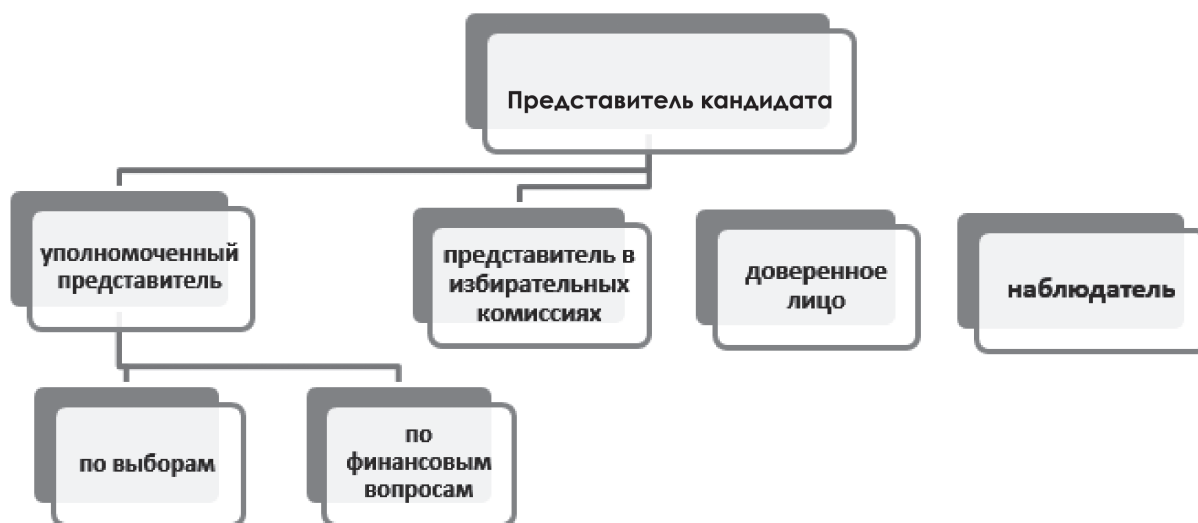 Представитель кандидата
уполномоченный
представитель
представитель в
избирательных
комиссиях
доверенное
лицо
наблюдатель
по выборам
по
финансовым
вопросам